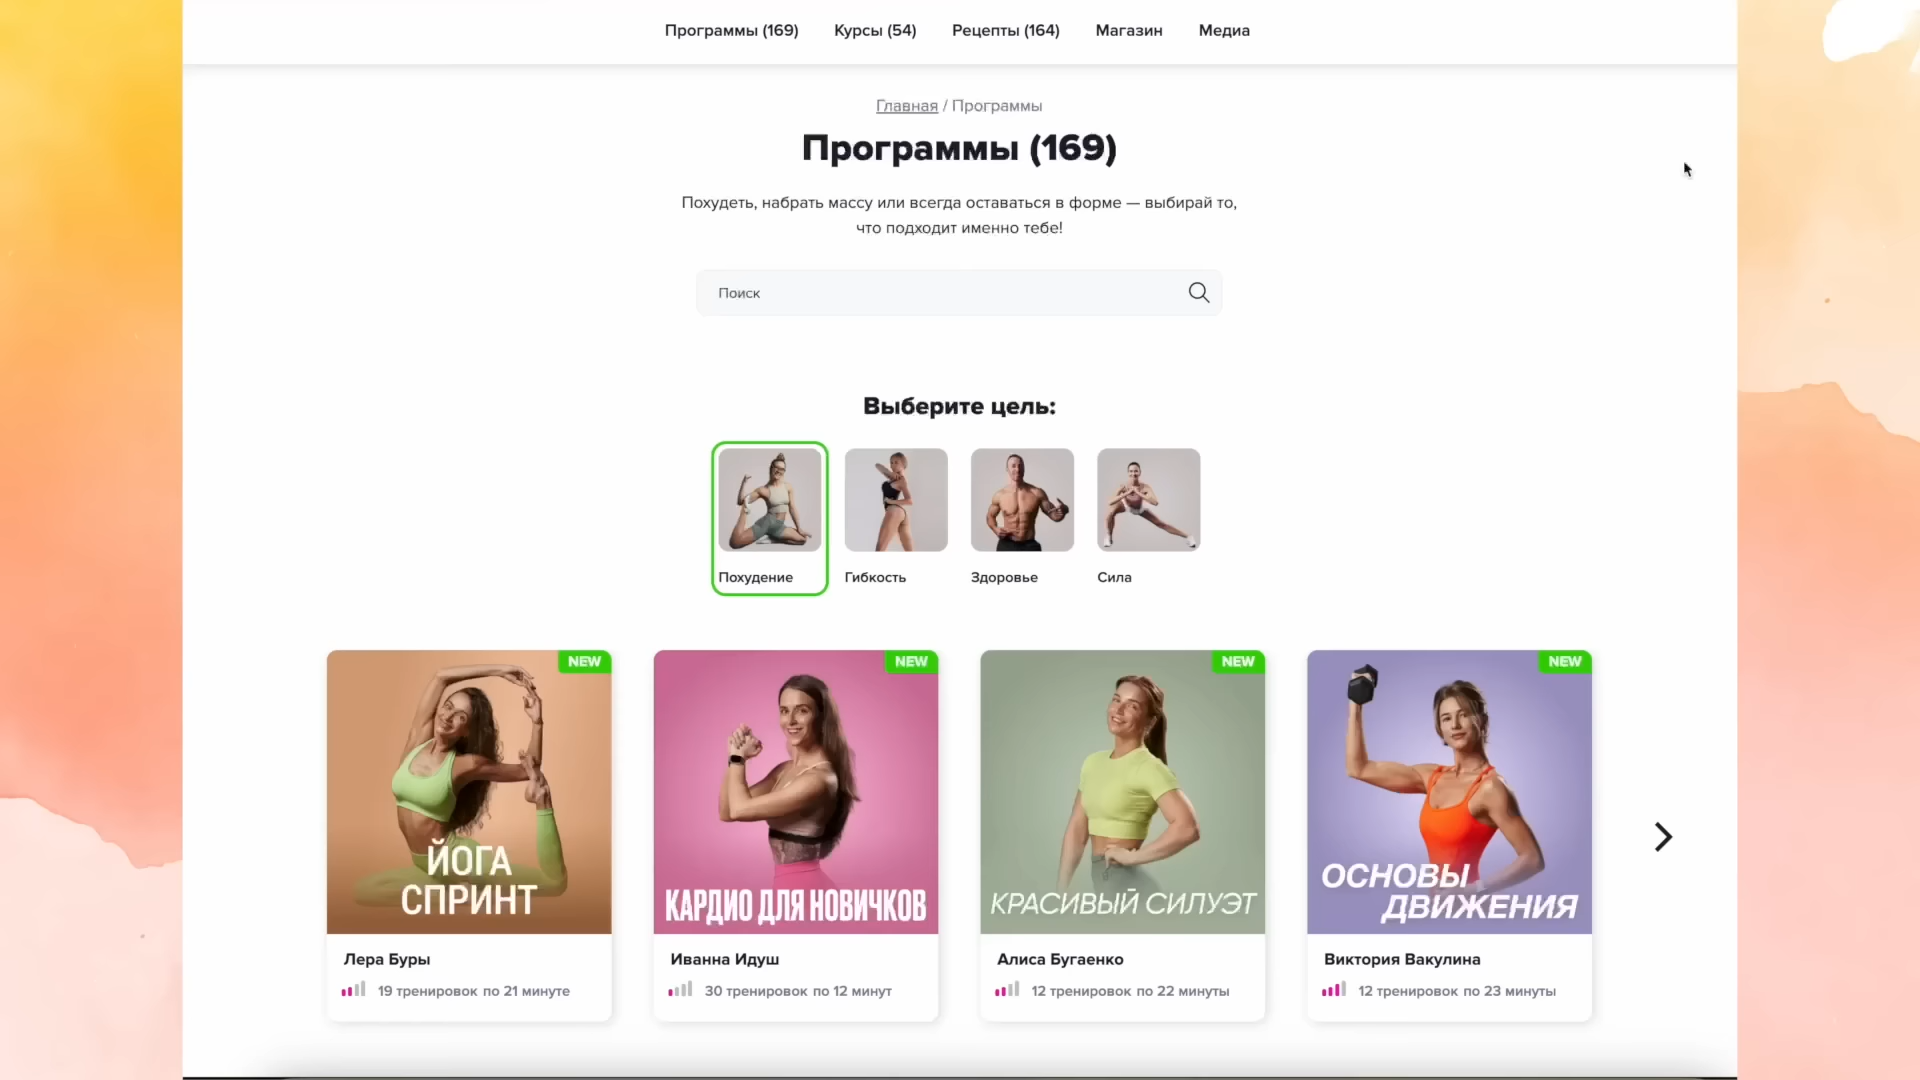 Программы (169) Курсы (54) Рецепты (164) Магазин Медиа
Главная / Программы
Программы (169)
Похудеть, набрать массу или всегда оставаться в форме — выбирай то,
что подходит именно тебе!
Поиск
Выберите цель:
Похудение Гибкость Здоровье Сила
NEW
ЙОГА
СПРИНТ
Лера Буры
19 тренировок по 21 минуте
NEW
КАРДИО ДЛЯ НОВИЧКОВ
Иванна Идуш
30 тренировок по 12 минут
NEW
КРАСИВЫЙ СИЛУЭТ
Алиса Бугаенко
12 тренировок по 22 минуты
NEW
ОСНОВЫ
ДВИЖЕНИЯ
Виктория Вакулина
12 тренировок по 23 минуты